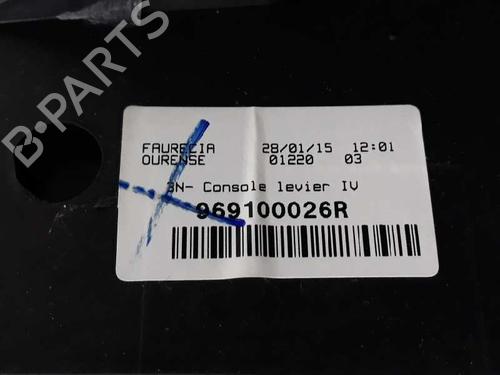 B-PARTS
FAURECIA 28/01/15 12:01
OURENSE 01220 03
3N- Console levier IV
969100026R